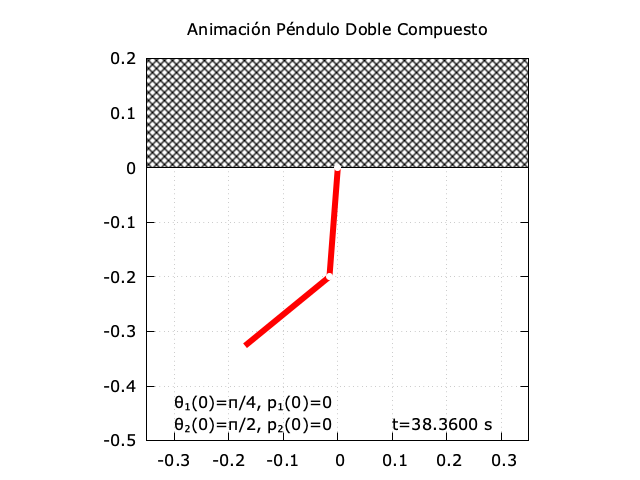 Animación Péndulo Doble Compuesto
0.2
0.1
0
-0.1
-0.2
-0.3
-0.4
-0.5
θ₁(0)=π/4, p₁(0)=0
θ₂(0)=π/2, p₂(0)=0
t=38.3600 s
-0.3 -0.2 -0.1 0 0.1 0.2 0.3